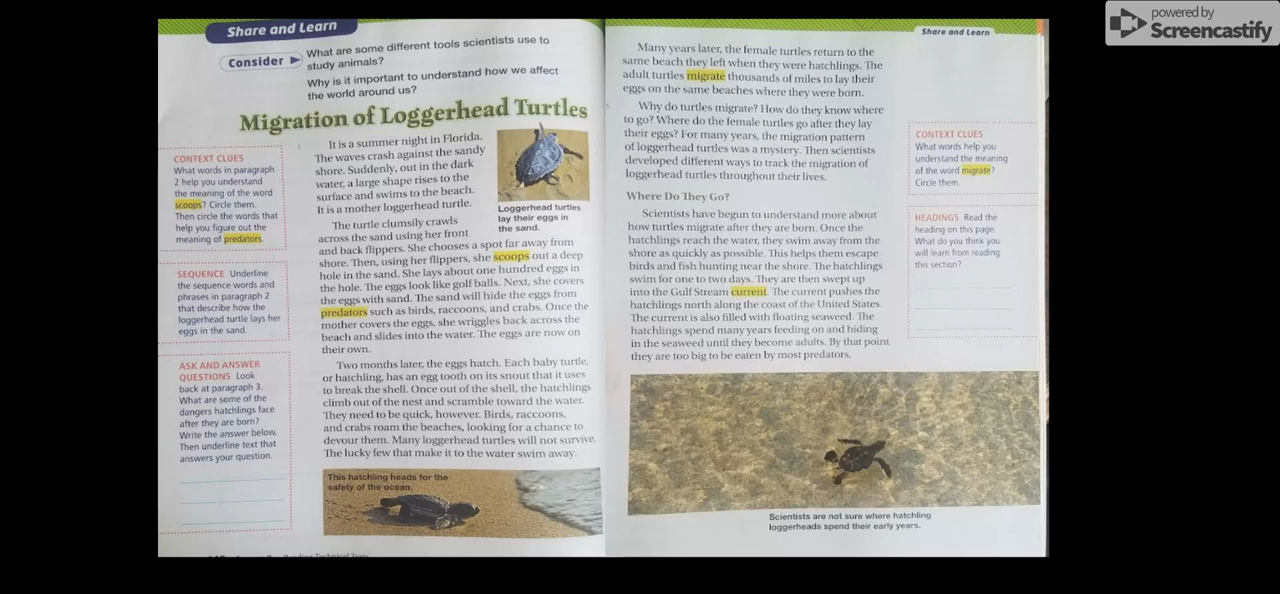 powered by
Screencastify
Share and Learn
Consider
What are some different tools scientists use to
study animals?
Why is it important to understand how we affect
the world around us?
Migration of Loggerhead Turtles
CONTEXT CLUES
What words in paragraph
2 help you understand
the meaning of the word
scoops? Circle them.
Then circle the words that
help you figure out the
meaning of predators.
SEQUENCE Underline
the sequence words and
phrases in paragraph 2
that describe how the
loggerhead turtle lays her
eggs in the sand.
ASK AND ANSWER
QUESTIONS Look
back at paragraph 3.
What are some of the
dangers hatchlings face
after they are born?
Write the answer below.
Then underline text that
answers your question.
1
It is a summer night in Florida.
The waves crash against the sandy
shore. Suddenly, out in the dark
water, a large shape rises to the
surface and swims to the beach.
It is a mother loggerhead turtle.
The turtle clumsily crawls
across the sand using her front
and back flippers. She chooses a spot far away from
shore. Then, using her flippers, she scoops out a deep
hole in the sand. She lays about one hundred eggs in
the hole. The eggs look like golf balls. Next, she covers
the eggs with sand. The sand will hide the eggs from
predators such as birds, raccoons, and crabs. Once the
mother covers the eggs, she wriggles back across the
beach and slides into the water. The eggs are now on
their own.
Two months later, the eggs hatch. Each baby turtle,
or hatchling, has an egg tooth on its snout that it uses
to break the shell. Once out of the shell, the hatchlings
climb out of the nest and scramble toward the water.
They need to be quick, however. Birds, raccoons,
and crabs roam the beaches, looking for a chance to
devour them. Many loggerhead turtles will not survive.
The lucky few that make it to the water swim away.
Loggerhead turtles
lay their eggs in
the sand.
This hatchling heads for the
safety of the ocean.
Reading Technical Texts
Share and Learn
Many years later, the female turtles return to the
same beach they left when they were hatchlings. The
adult turtles migrate thousands of miles to lay their
eggs on the same beaches where they were born.
5
Why do turtles migrate? How do they know where
to go? Where do the female turtles go after they lay
their eggs? For many years, the migration pattern
of loggerhead turtles was a mystery. Then scientists
developed different ways to track the migration of
loggerhead turtles throughout their lives.
Where Do They Go?
Scientists have begun to understand more about
how turtles migrate after they are born. Once the
hatchlings reach the water, they swim away from the
shore as quickly as possible. This helps them escape
birds and fish hunting near the shore. The hatchlings
swim for one to two days. They are then swept up
into the Gulf Stream current. The current pushes the
hatchlings north along the coast of the United States.
The current is also filled with floating seaweed. The
hatchlings spend many years feeding on and hiding
in the seaweed until they become adults. By that point
they are too big to be eaten by most predators.
Scientists are not sure where hatchling
loggerheads spend their early years.
CONTEXT CLUES
What words help you
understand the meaning
of the word migrate?
Circle them.
HEADINGS Read the
heading on this page.
What do you think you
will learn from reading
this section?